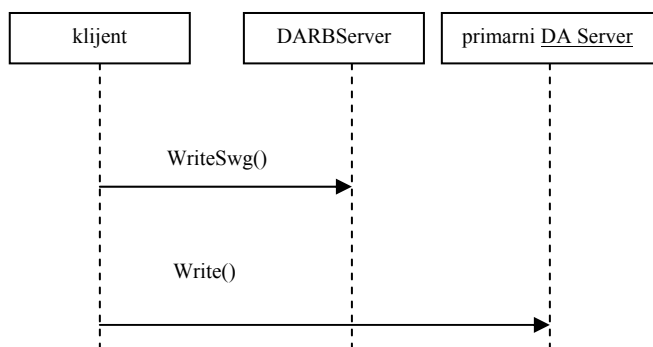 klijent
DARBServer
primarni DA Server
WriteSwg()
Write()